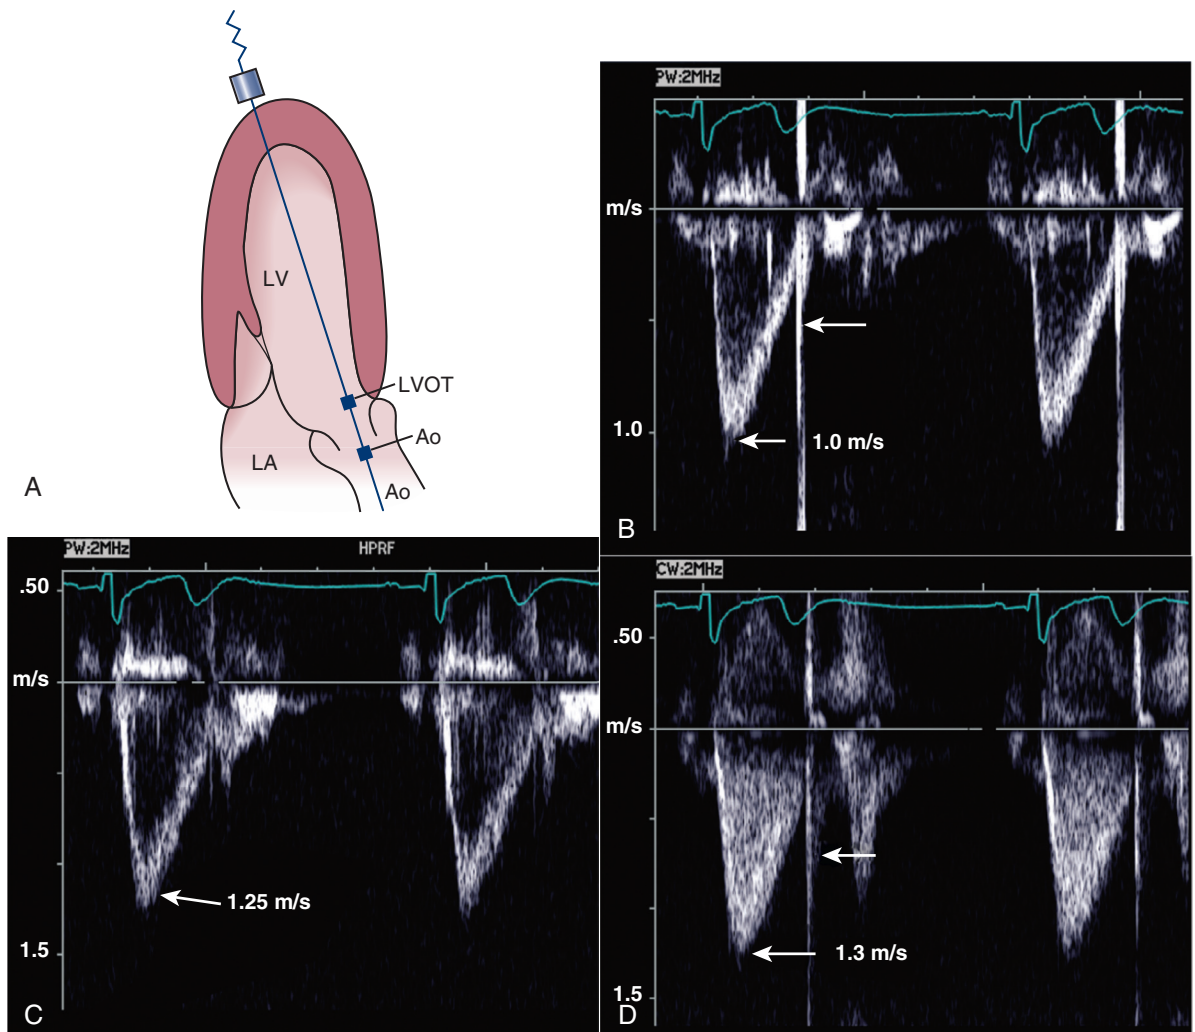 LV
LVOT
Ao
LA
Ao
A
PW:2MHz
m/s
1.0
1.0 m/s
B
PW:2MHz
HPRF
.50
m/s
1.25 m/s
1.5
C
CW:2MHz
.50
m/s
1.3 m/s
1.5
D